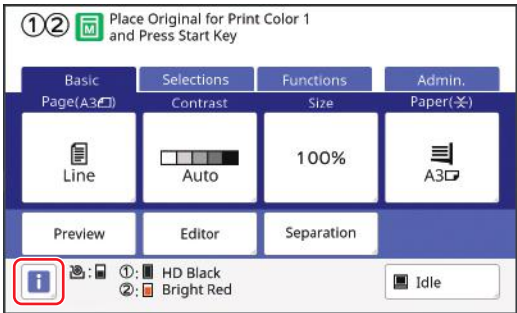 ①② M Place Original for Print Color 1
and Press Start Key
Basic Selections Functions Admin.
Page(A3) Contrast Size Paper(
Line Auto 100% A3
Preview Editor Separation
i ①: HD Black
②: Bright Red
Idle